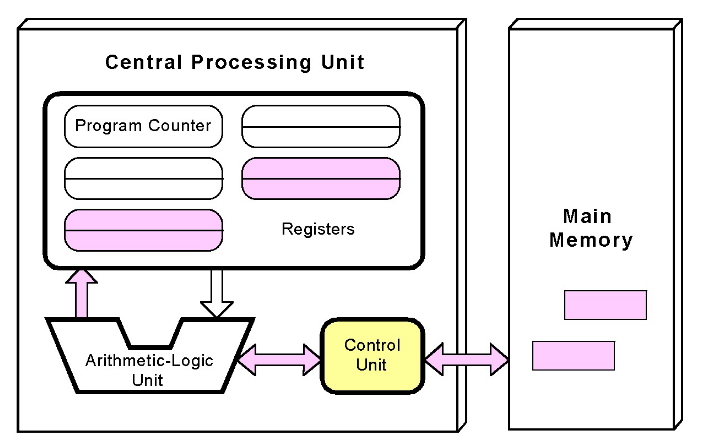 Central Processing Unit
Program Counter
Registers
Arithmetic-Logic
Unit
Control
Unit
Main
Memory